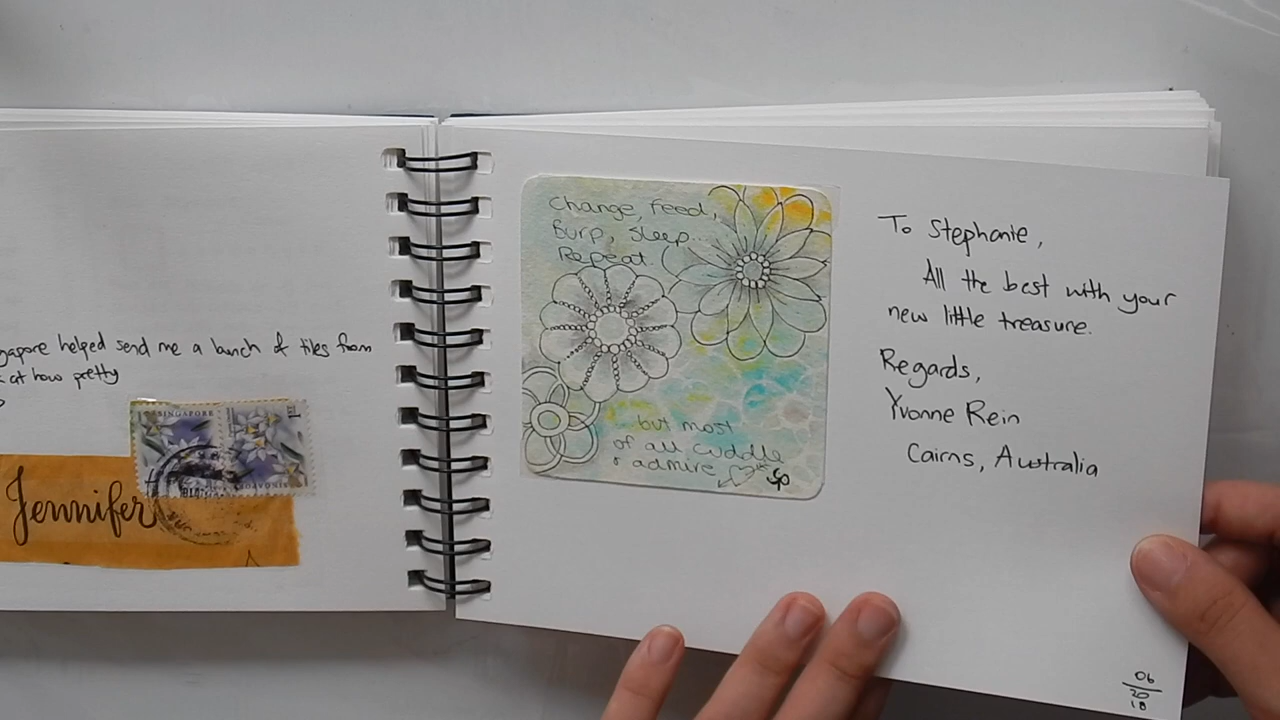 gapore helped send me a bunch of tiles from
at how pretty
SINGAPORE
Jennifer
Change, feed,
Burp, sleep..
Repeat.
... but most
of all cuddle
& admire
To Stephanie,
All the best with your
new little treasure.
Regards,
Yvonne Rein
Cairns, Australia
06
20
18